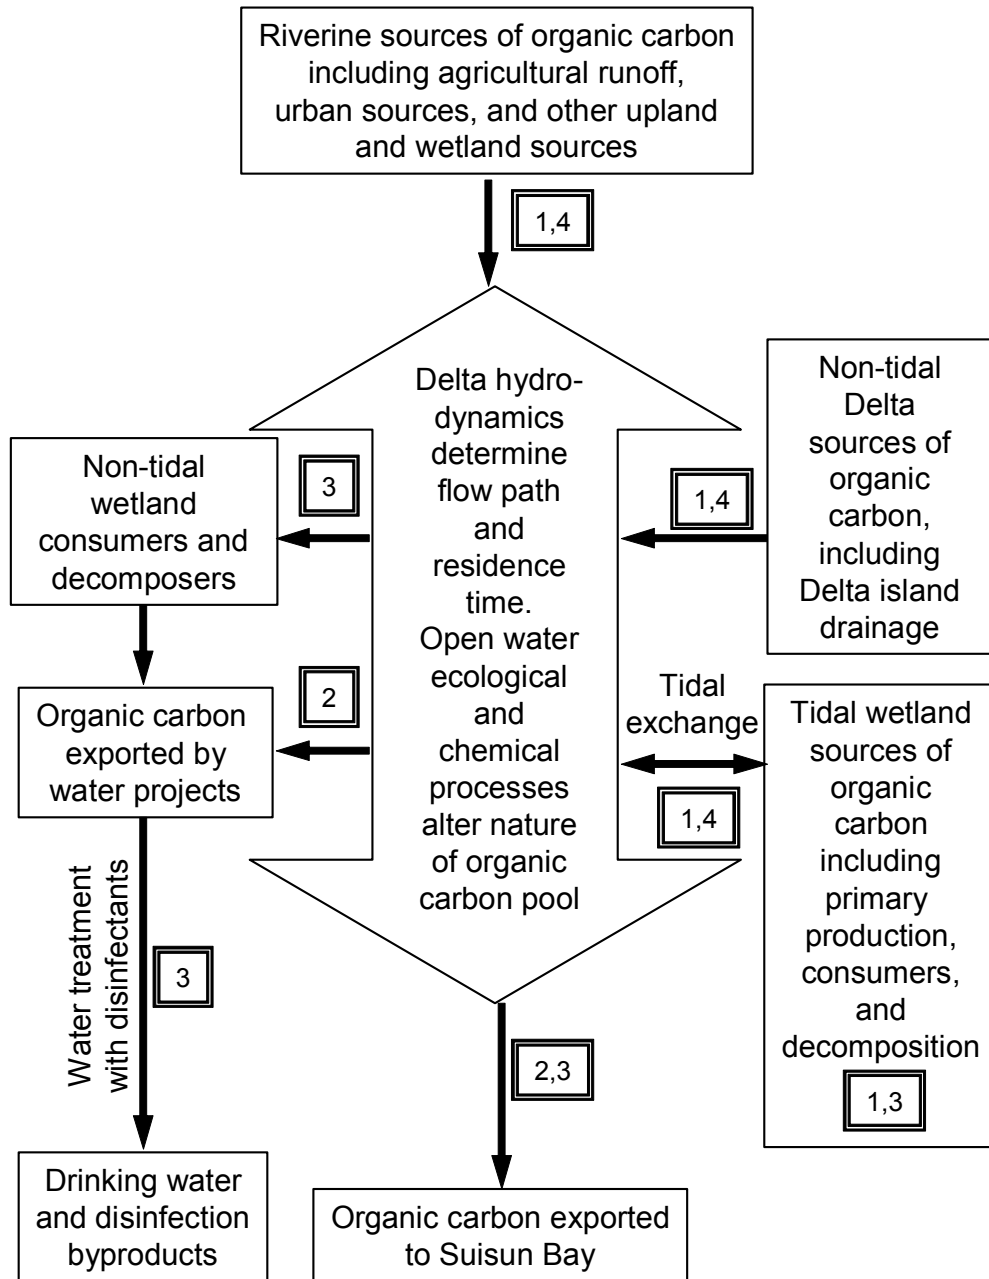 Riverine sources of organic carbon
including agricultural runoff,
urban sources, and other upland
and wetland sources
1,4
Delta hydro-
dynamics
determine
flow path
and
residence
time.
Open water
ecological
and
chemical
processes
alter nature
of organic
carbon pool
Non-tidal
Delta
sources of
organic
carbon,
including
Delta island
drainage
1,4
Non-tidal
wetland
consumers and
decomposers
3
2
Organic carbon
exported by
water projects
Tidal
exchange
1,4
Tidal wetland
sources of
organic
carbon
including
primary
production,
consumers,
and
decomposition
1,3
Water treatment
with disinfectants
3
2,3
Drinking water
and disinfection
byproducts
Organic carbon exported
to Suisun Bay